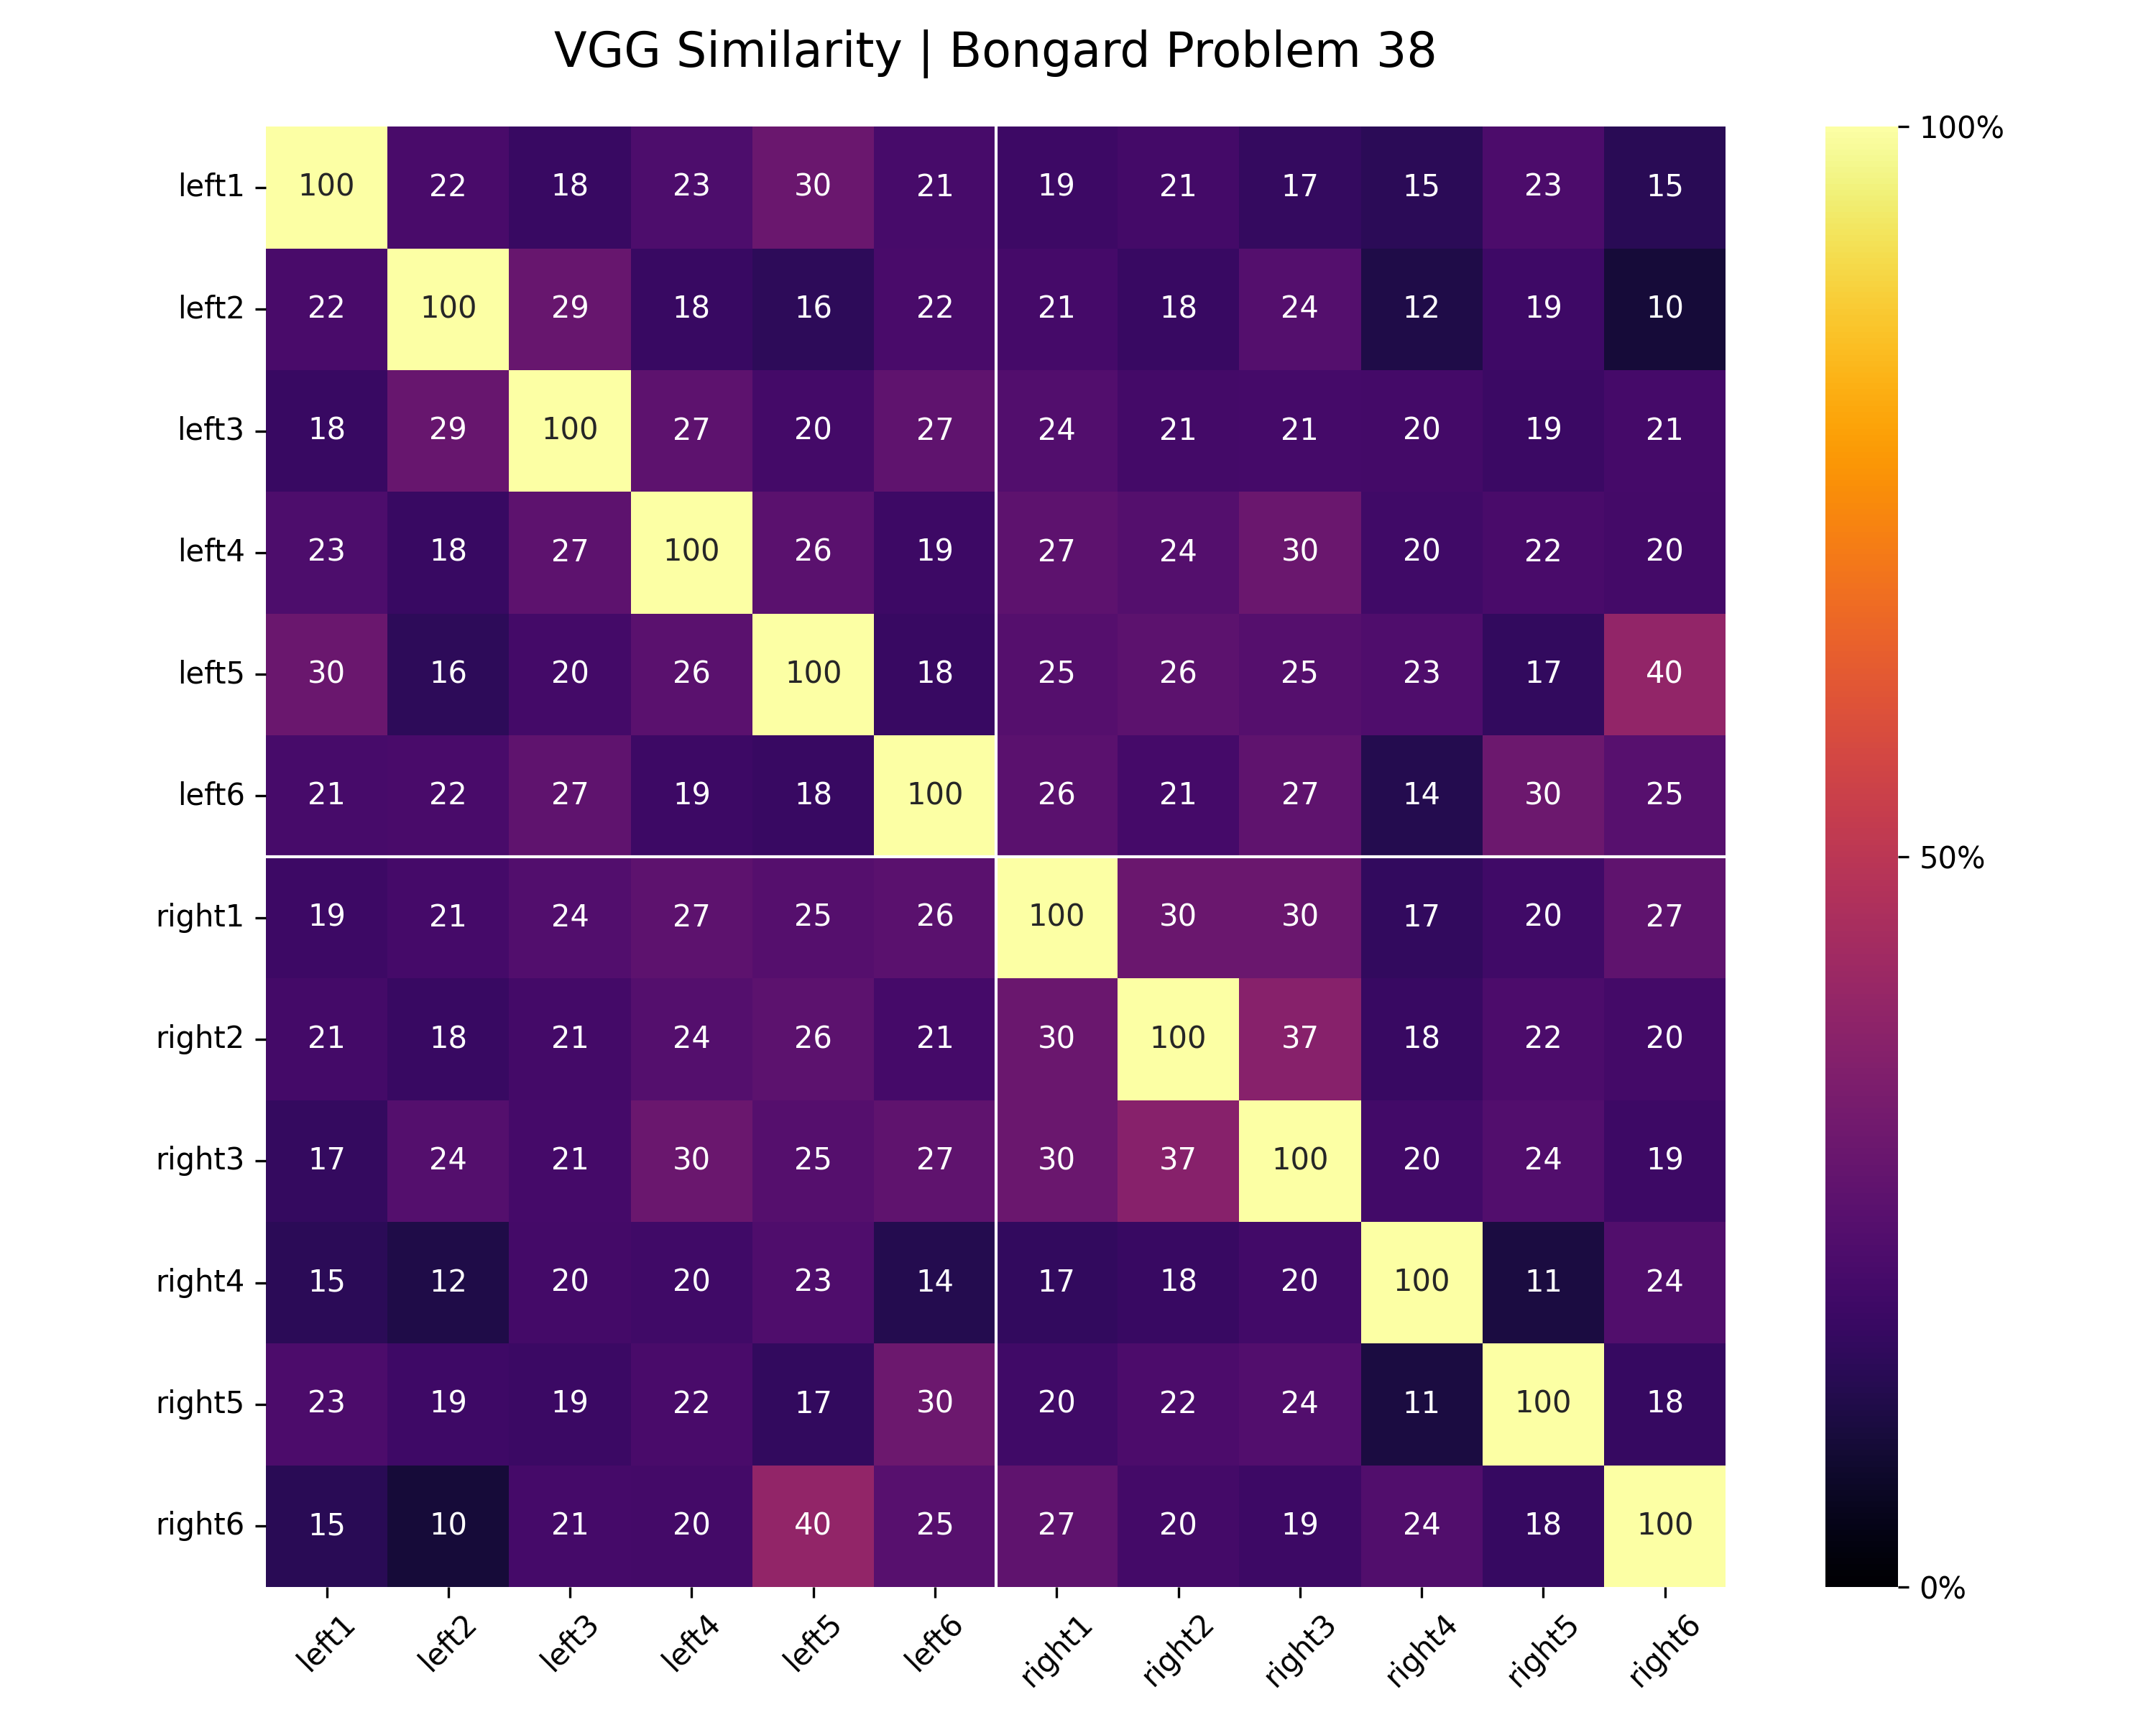 VGG Similarity | Bongard Problem 38
left1 100 22 18 23 30 21 19 21 17 15 23 15
left2 22 100 29 18 16 22 21 18 24 12 19 10
left3 18 29 100 27 20 27 24 21 21 20 19 21
left4 23 18 27 100 26 19 27 24 30 20 22 20
left5 30 16 20 26 100 18 25 26 25 23 17 40
left6 21 22 27 19 18 100 26 21 27 14 30 25
right1 19 21 24 27 25 26 100 30 30 17 20 27
right2 21 18 21 24 26 21 30 100 37 18 22 20
right3 17 24 21 30 25 27 30 37 100 20 24 19
right4 15 12 20 20 23 14 17 18 20 100 11 24
right5 23 19 19 22 17 30 20 22 24 11 100 18
right6 15 10 21 20 40 25 27 20 19 24 18 100
left1 left2 left3 left4 left5 left6 right1 right2 right3 right4 right5 right6
100%
50%
0%